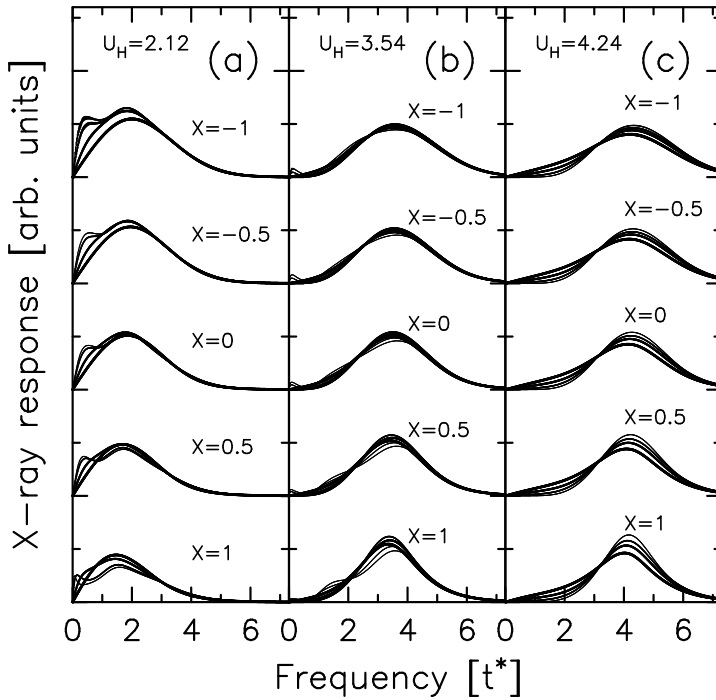 U_H=2.12 (a)
U_H=3.54 (b)
U_H=4.24 (c)
X=−1
X=−1
X=−1
X=−0.5
X=−0.5
X=−0.5
X=0
X=0
X=0
X=0.5
X=0.5
X=0.5
X=1
X=1
X=1
0 2 4 6 0 2 4 6 0 2 4 6
Frequency [t*]
X−ray response [arb. units]